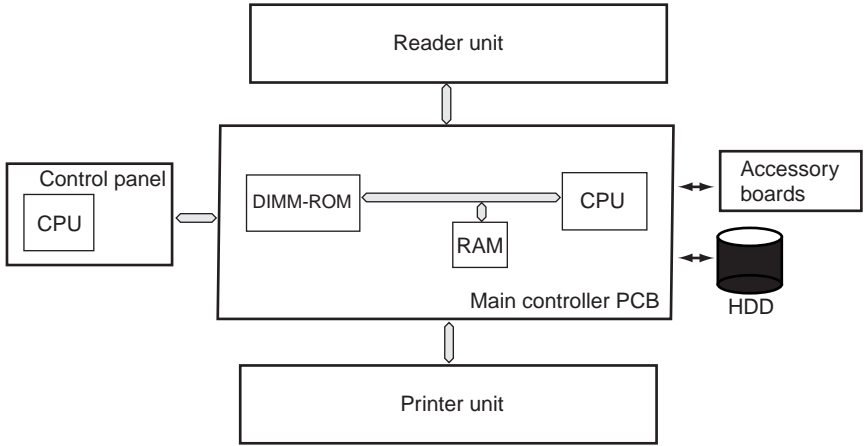 Reader unit
Control panel
CPU
DIMM-ROM
CPU
RAM
Main controller PCB
Accessory
boards
HDD
Printer unit